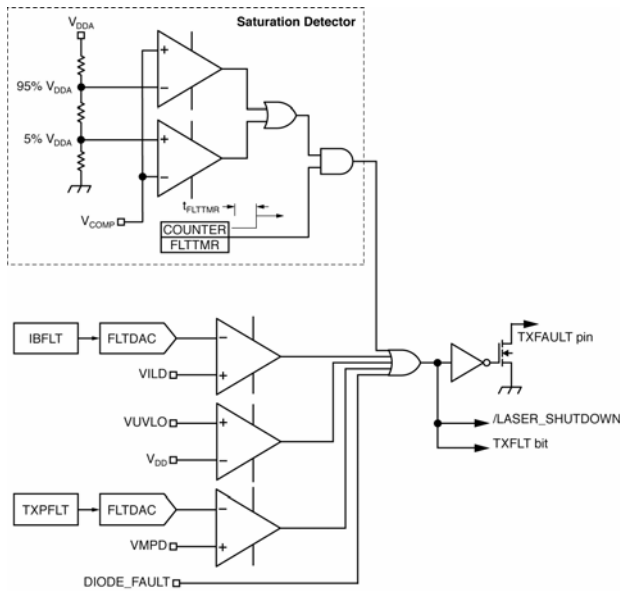 Saturation Detector
VDDA
95% VDDA
5% VDDA
VCOMP
tFLTTMR
COUNTER
FLTTMR
IBFLT
FLTDAC
VILD
VUVLO
VDD
TXPFLT
FLTDAC
VMPD
DIODE_FAULT
TXFAULT pin
/LASER_SHUTDOWN
TXFLT bit
+
−
+
−
−
+
+
−
−
+